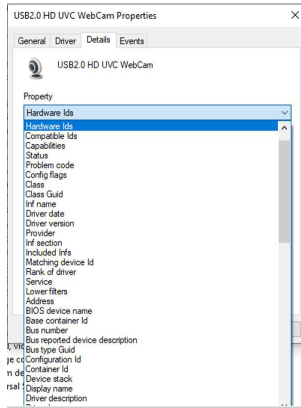 USB2.0 HD UVC WebCam Properties
General Driver Details Events
USB2.0 HD UVC WebCam
Property
Hardware Ids
Hardware Ids
Compatible Ids
Capabilities
Status
Problem code
Config flags
Class
Class Guid
Inf name
Driver date
Driver version
Provider
Inf section
Included Infs
Matching device Id
Rank of driver
Service
Lower filters
Address
BIOS device name
Base container Id
Bus number
Bus reported device description
Bus type Guid
Configuration Id
Container Id
Device stack
Display name
Driver description